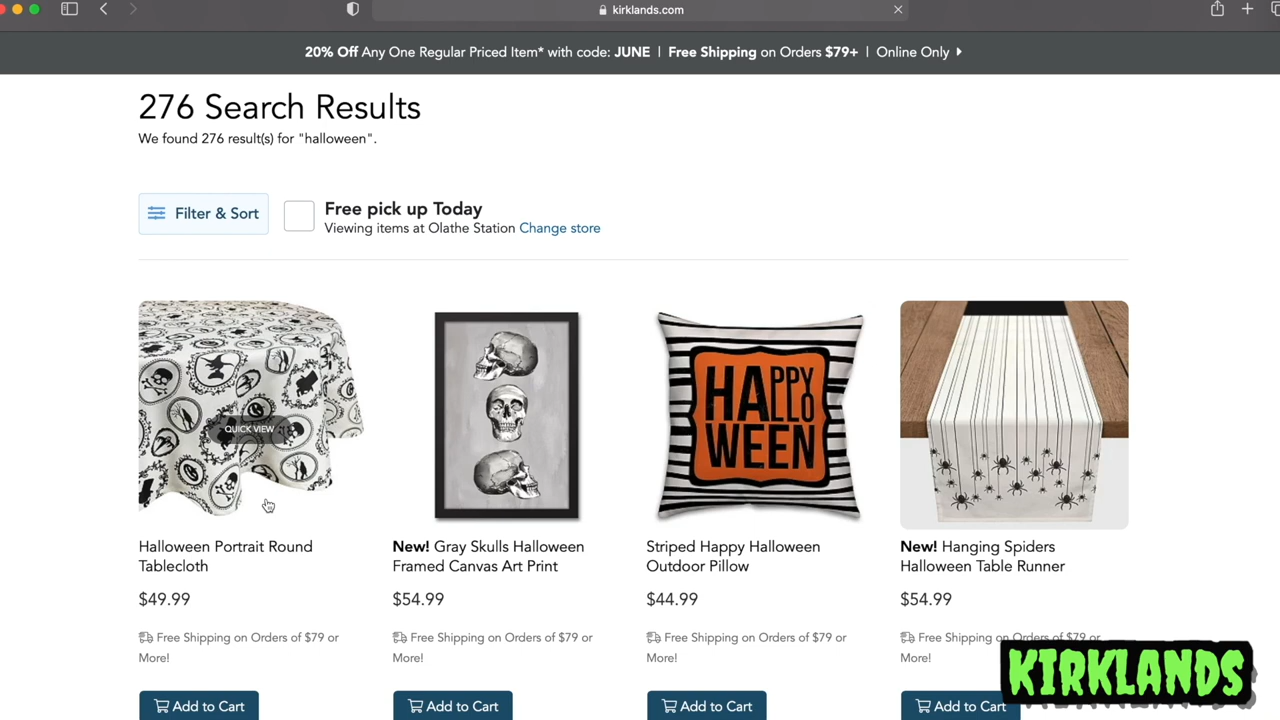 kirklands.com
20% Off Any One Regular Priced Item* with code: JUNE | Free Shipping on Orders $79+ | Online Only
276 Search Results
We found 276 result(s) for "halloween".
Filter & Sort
Free pick up Today
Viewing items at Olathe Station Change store
QUICK VIEW
HAPPY
LLO
WEEN
Halloween Portrait Round
Tablecloth
$49.99
Free Shipping on Orders of $79 or
More!
Add to Cart
New! Gray Skulls Halloween
Framed Canvas Art Print
$54.99
Free Shipping on Orders of $79 or
More!
Add to Cart
Striped Happy Halloween
Outdoor Pillow
$44.99
Free Shipping on Orders of $79 or
More!
Add to Cart
New! Hanging Spiders
Halloween Table Runner
$54.99
Free Shipping on Orders of $79 or
More!
Add to Cart
KIRKLANDS